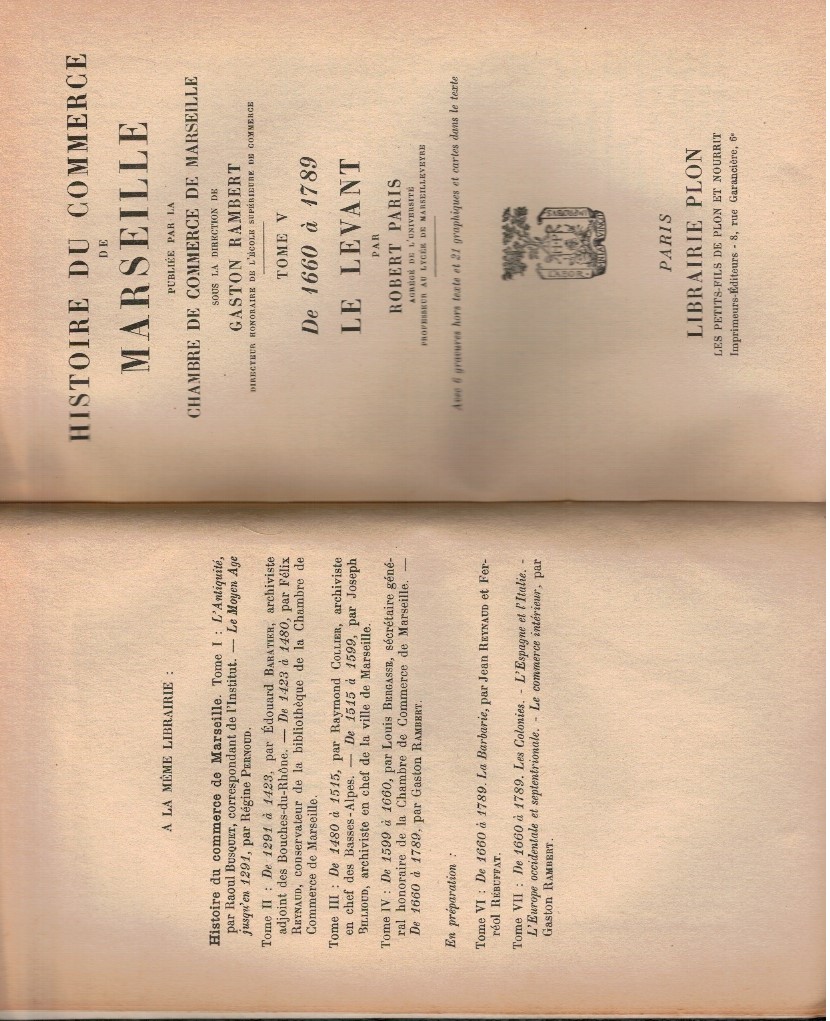 A LA MÊME LIBRAIRIE :
Histoire du commerce de Marseille. Tome I : L'Antiquité,
par Raoul BUSQUET, correspondant de l'Institut. — Le Moyen Age
jusqu'en 1291, par Régine PERNOUD.
Tome II : De 1291 à 1423, par Édouard BARATIER, archiviste
adjoint des Bouches-du-Rhône. — De 1423 à 1480, par Félix
REYNAUD, conservateur de la bibliothèque de la Chambre de
Commerce de Marseille.
Tome III : De 1480 à 1515, par Raymond COLLIER, archiviste
en chef des Basses-Alpes. — De 1515 à 1599, par Joseph
BILLIOUD, archiviste en chef de la ville de Marseille.
Tome IV : De 1599 à 1660, par Louis BERGASSE, sécrétaire géné-
ral honoraire de la Chambre de Commerce de Marseille. —
De 1660 à 1789, par Gaston RAMBERT.
En préparation :
Tome VI : De 1660 à 1789. La Barbarie, par Jean REYNAUD et Fer-
réol RÉBUFFAT.
Tome VII : De 1660 à 1789. Les Colonies. - L'Espagne et l'Italie. -
L'Europe occidentale et septentrionale. - Le commerce intérieur, par
Gaston RAMBERT.
HISTOIRE DU COMMERCE
DE
MARSEILLE
PUBLIÉE PAR LA
CHAMBRE DE COMMERCE DE MARSEILLE
SOUS LA DIRECTION DE
GASTON RAMBERT
DIRECTEUR HONORAIRE DE L'ÉCOLE SUPÉRIEURE DE COMMERCE
TOME V
De 1660 à 1789
LE LEVANT
PAR
ROBERT PARIS
AGRÉGÉ DE L'UNIVERSITÉ
PROFESSEUR AU LYCÉE DE MARSEILLEVEYRE
Avec 6 gravures hors texte et 21 graphiques et cartes dans le texte
LABOR
IMPROBUS
PARIS
LIBRAIRIE PLON
LES PETITS-FILS DE PLON ET NOURRIT
Imprimeurs-Éditeurs - 8, rue Garancière, 6e